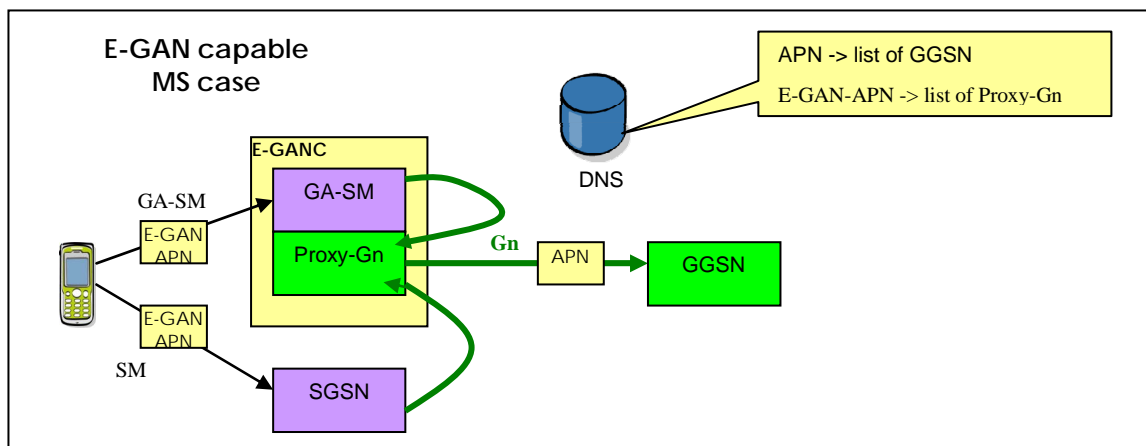 E-GAN capable
MS case
APN -> list of GGSN
E-GAN-APN -> list of Proxy-Gn
DNS
E-GANC
GA-SM
GA-SM
E-GAN
APN
Proxy-Gn
Gn
APN
GGSN
E-GAN
APN
SM
SGSN